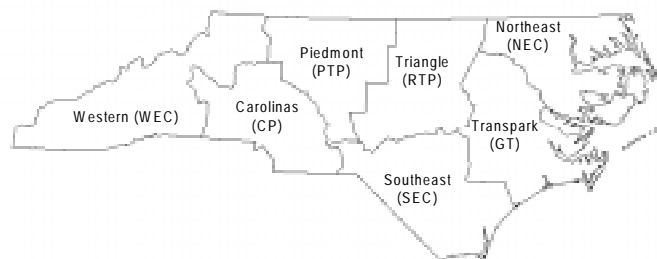 Northeast
(NEC)
Piedmont
(PTP)
Triangle
(RTP)
Western (WEC)
Carolinas
(CP)
Transpark
(GT)
Southeast
(SEC)